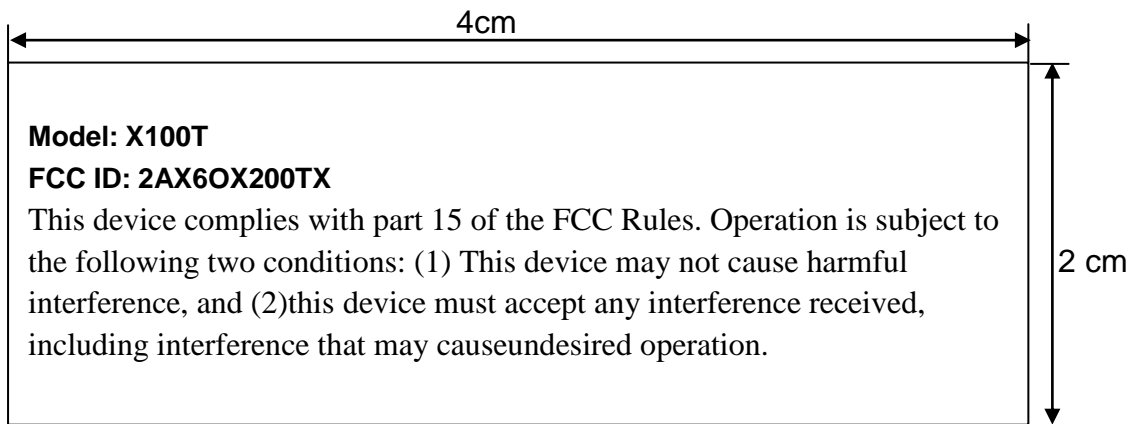 4cm
Model: X100T
FCC ID: 2AX6OX200TX
This device complies with part 15 of the FCC Rules. Operation is subject to
the following two conditions: (1) This device may not cause harmful
interference, and (2)this device must accept any interference received,
including interference that may causeundesired operation.
2 cm